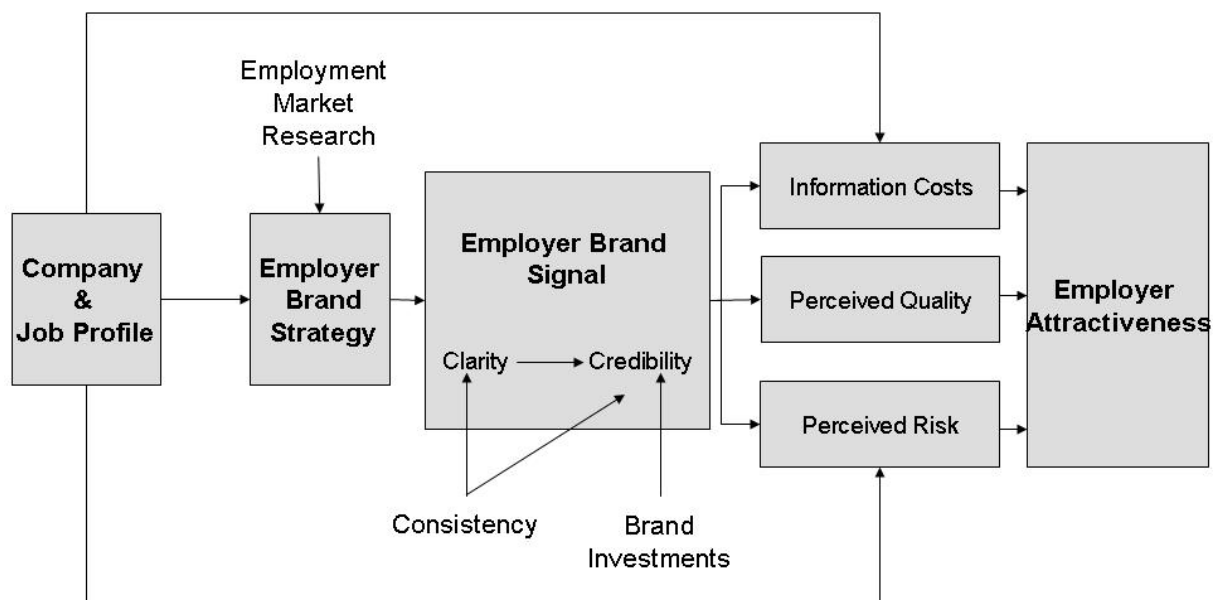 Employment
Market
Research
Company
&
Job Profile
Employer
Brand
Strategy
Employer Brand
Signal
Clarity
Credibility
Consistency
Brand
Investments
Information Costs
Perceived Quality
Perceived Risk
Employer
Attractiveness